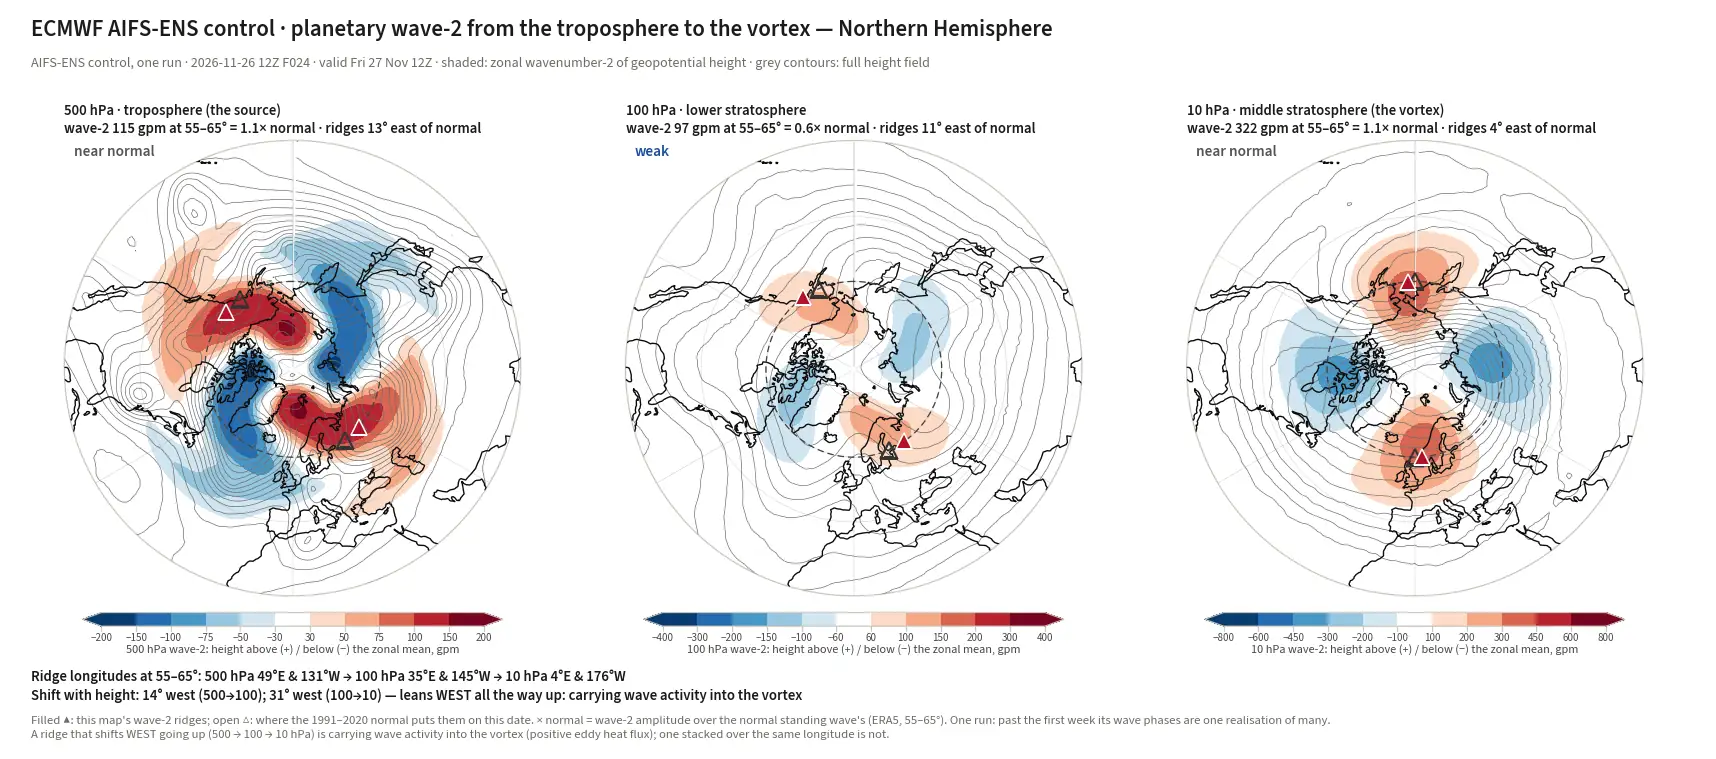 ECMWF AIFS-ENS control · planetary wave-2 from the troposphere to the vortex — Northern Hemisphere
AIFS-ENS control, one run · 2026-11-26 12Z F024 · valid Fri 27 Nov 12Z · shaded: zonal wavenumber-2 of geopotential height · grey contours: full height field
500 hPa · troposphere (the source)
wave-2 115 gpm at 55–65° = 1.1× normal · ridges 13° east of normal
near normal
100 hPa · lower stratosphere
wave-2 97 gpm at 55–65° = 0.6× normal · ridges 11° east of normal
weak
10 hPa · middle stratosphere (the vortex)
wave-2 322 gpm at 55–65° = 1.1× normal · ridges 4° east of normal
near normal
−200 −150 −100 −75 −50 −30 30 50 75 100 150 200
500 hPa wave-2: height above (+) / below (−) the zonal mean, gpm
−400 −300 −200 −150 −100 −60 60 100 150 200 300 400
100 hPa wave-2: height above (+) / below (−) the zonal mean, gpm
−800 −600 −450 −300 −200 −100 100 200 300 450 600 800
10 hPa wave-2: height above (+) / below (−) the zonal mean, gpm
Ridge longitudes at 55–65°: 500 hPa 49°E & 131°W → 100 hPa 35°E & 145°W → 10 hPa 4°E & 176°W
Shift with height: 14° west (500→100); 31° west (100→10) — leans WEST all the way up: carrying wave activity into the vortex
Filled ▲: this map's wave-2 ridges; open △: where the 1991–2020 normal puts them on this date. × normal = wave-2 amplitude over the normal standing wave's (ERA5, 55–65°). One run: past the first week its wave phases are one realisation of many.
A ridge that shifts WEST going up (500 → 100 → 10 hPa) is carrying wave activity into the vortex (positive eddy heat flux); one stacked over the same longitude is not.